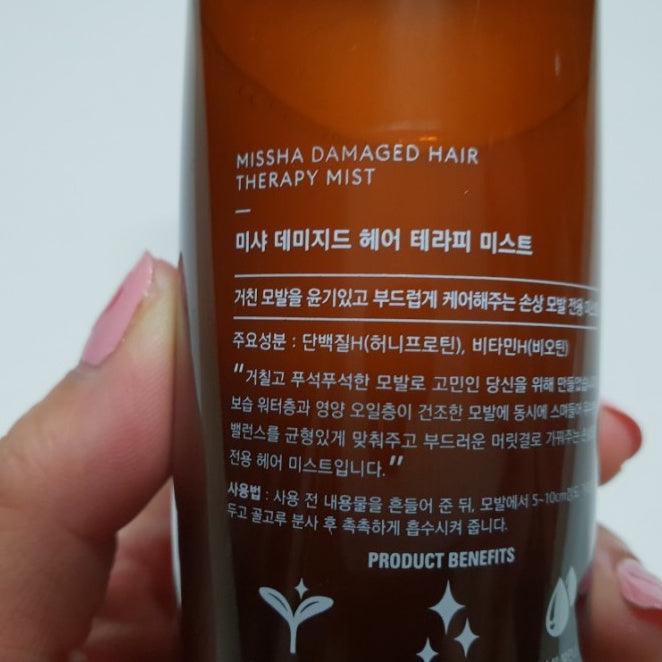 MISSHA DAMAGED HAIR
THERAPY MIST
미샤 데미지드 헤어 테라피 미스트
거친 모발을 윤기있고 부드럽게 케어해주는 손상 모발 전용
주요성분 : 단백질H(허니프로틴), 비타민H(비오틴)
"거칠고 푸석푸석한 모발로 고민인 당신을 위해
보습 워터층과 영양 오일층이 건조한 모발에 동시에 스며들어
밸런스를 균형있게 맞춰주고 부드러운 머릿결로 가꿔주는
전용 헤어 미스트입니다."
사용법 : 사용 전 내용물을 흔들어 준 뒤, 모발에서 5~10cm
두고 골고루 분사 후 촉촉하게 흡수시켜 줍니다.
PRODUCT BENEFITS